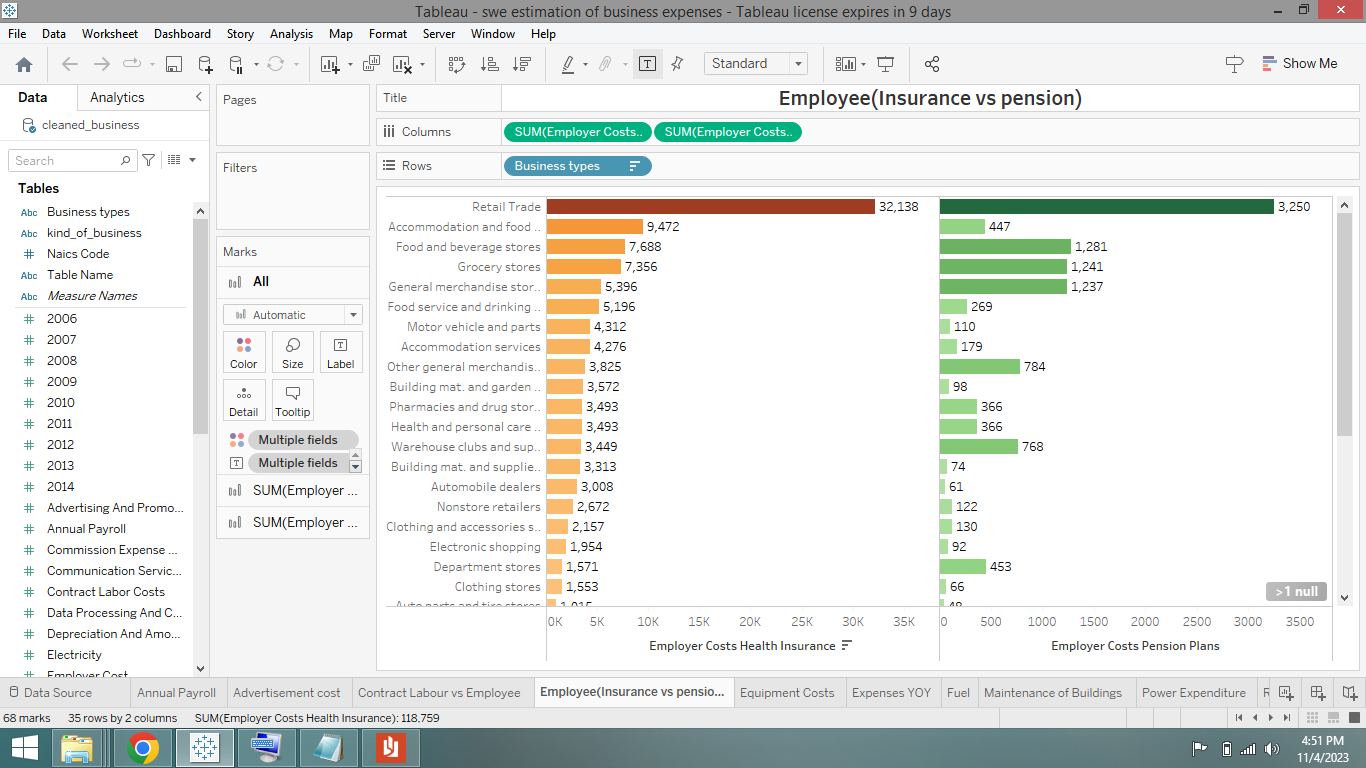 Tableau - swe estimation of business expenses - Tableau license expires in 9 days
File Data Worksheet Dashboard Story Analysis Map Format Server Window Help
Standard
Show Me
Data Analytics
cleaned_business
Search
Tables
Abc Business types
Abc kind_of_business
# Naics Code
Abc Table Name
Abc Measure Names
# 2006
# 2007
# 2008
# 2009
# 2010
# 2011
# 2012
# 2013
# 2014
# Advertising And Promo...
# Annual Payroll
# Commission Expense ...
# Communication Servic...
# Contract Labor Costs
# Data Processing And C...
# Depreciation And Amo...
# Electricity
# Employer Cost
Pages
Filters
Marks
All
Automatic
Color Size Label
Detail Tooltip
Multiple fields
Multiple fields
SUM(Employer ...
SUM(Employer ...
Title Employee(Insurance vs pension)
Columns SUM(Employer Costs.. SUM(Employer Costs..
Rows Business types
Retail Trade 32,138 3,250
Accommodation and food .. 9,472 447
Food and beverage stores 7,688 1,281
Grocery stores 7,356 1,241
General merchandise stor.. 5,396 1,237
Food service and drinking .. 5,196 269
Motor vehicle and parts 4,312 110
Accommodation services 4,276 179
Other general merchandis.. 3,825 784
Building mat. and garden .. 3,572 98
Pharmacies and drug stor.. 3,493 366
Health and personal care .. 3,493 366
Warehouse clubs and sup.. 3,449 768
Building mat. and supplie.. 3,313 74
Automobile dealers 3,008 61
Nonstore retailers 2,672 122
Clothing and accessories s.. 2,157 130
Electronic shopping 1,954 92
Department stores 1,571 453
Clothing stores 1,553 66
Auto parts and tire stores 1,015 48
>1 null
0K 5K 10K 15K 20K 25K 30K 35K 0 500 1000 1500 2000 2500 3000 3500
Employer Costs Health Insurance Employer Costs Pension Plans
Data Source Annual Payroll Advertisement cost Contract Labour vs Employee Employee(Insurance vs pensio... Equipment Costs Expenses YOY Fuel Maintenance of Buildings Power Expenditure R
68 marks 35 rows by 2 columns SUM(Employer Costs Health Insurance): 118,759
4:51 PM
11/4/2023